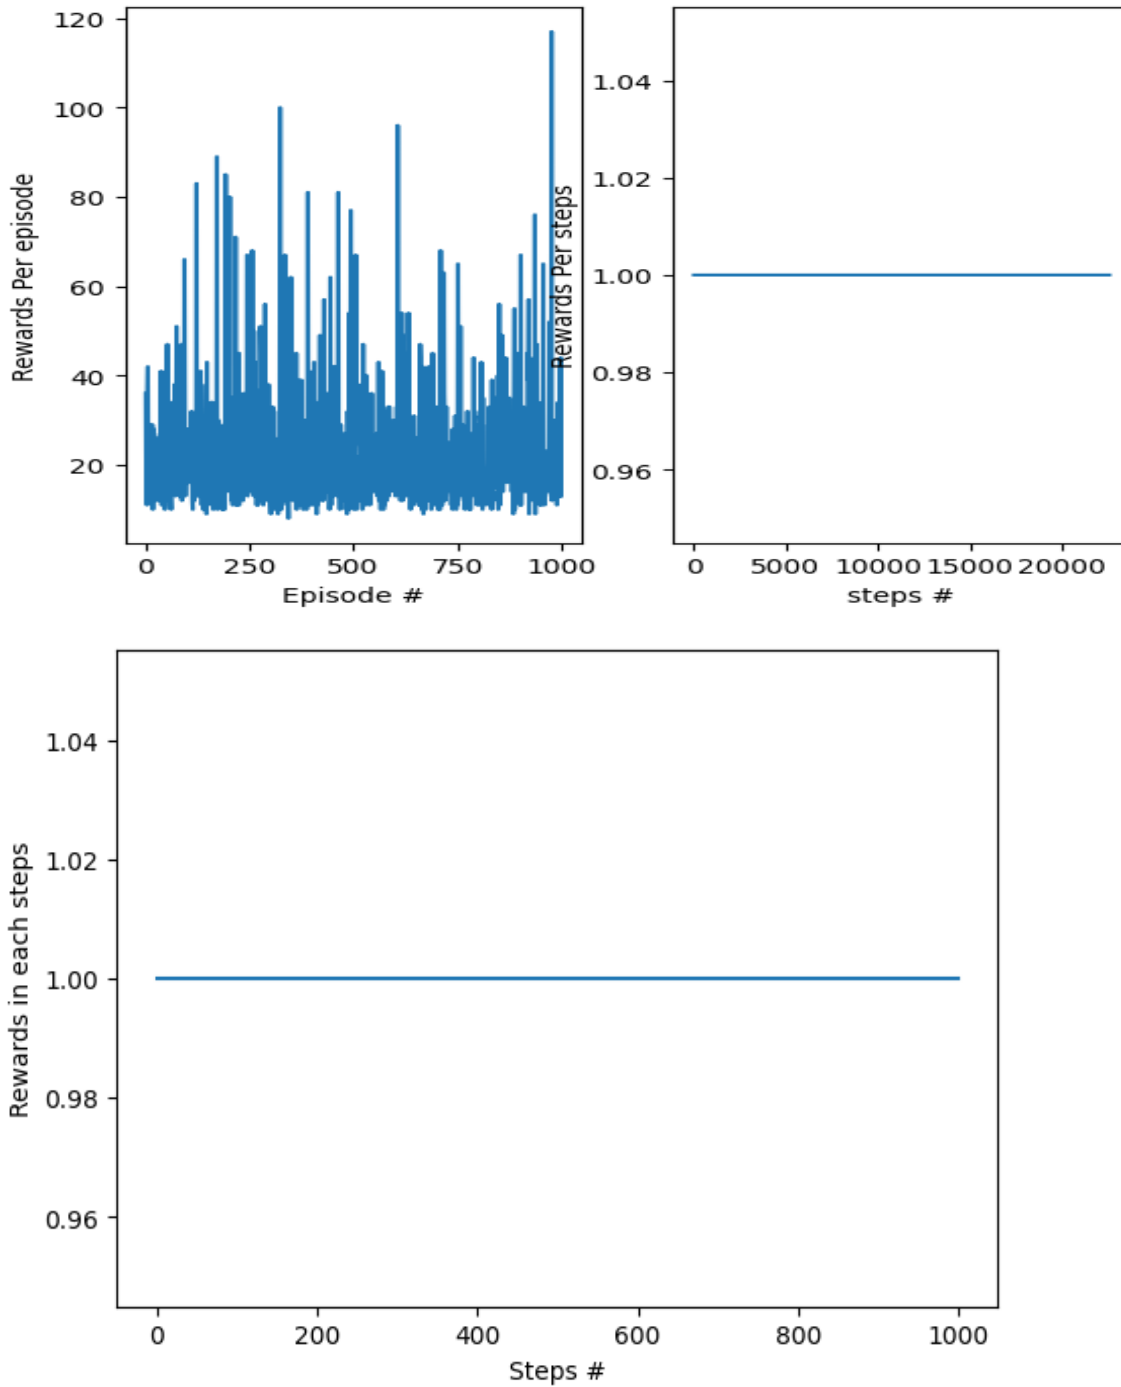 Rewards Per episode
120
100
80
60
40
20
0 250 500 750 1000
Episode #
Rewards Per steps
1.04
1.02
1.00
0.98
0.96
0 5000 10000 15000 20000
steps #
Rewards in each steps
1.04
1.02
1.00
0.98
0.96
0 200 400 600 800 1000
Steps #